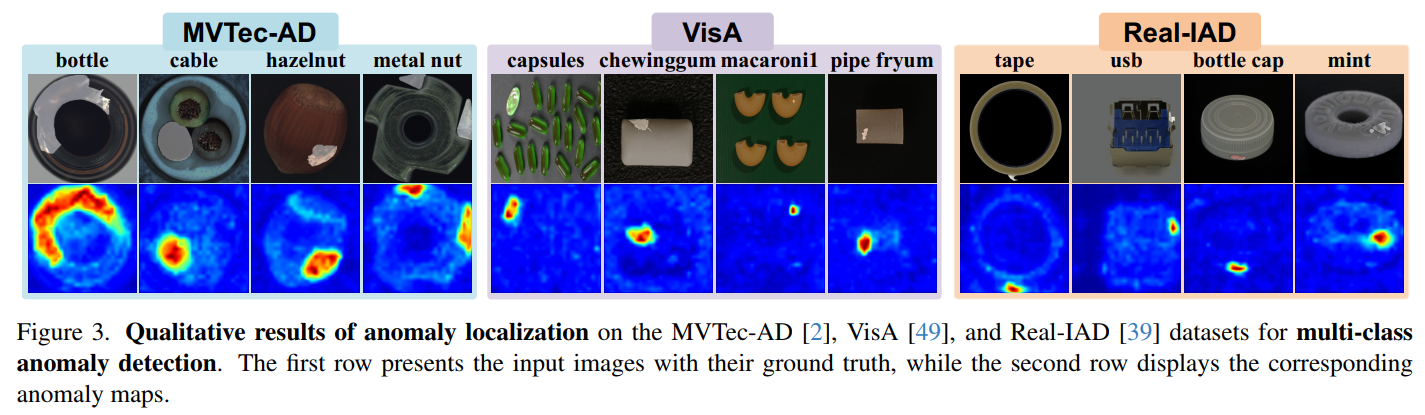 MVTec-AD VisA Real-IAD
bottle cable hazelnut metal nut capsules chewinggum macaroni1 pipe fryum tape usb bottle cap mint
Figure 3. Qualitative results of anomaly localization on the MVTec-AD [2], VisA [49], and Real-IAD [39] datasets for multi-class
anomaly detection. The first row presents the input images with their ground truth, while the second row displays the corresponding
anomaly maps.